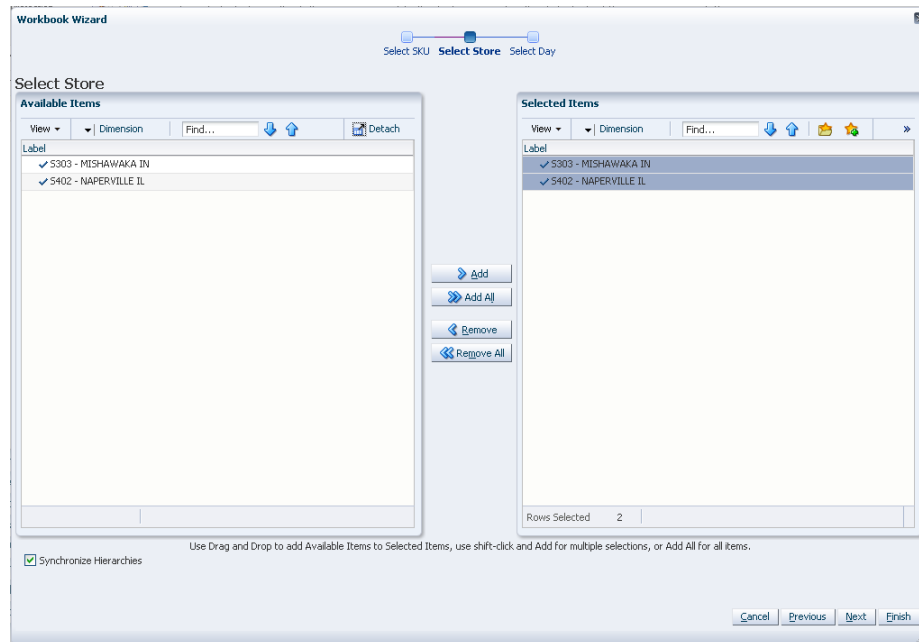 Workbook Wizard
Select SKU Select Store Select Day
Select Store
Available Items
View Dimension Find... Detach
Label
5303 - MISHAWAKA IN
5402 - NAPERVILLE IL
Add
Add All
Remove
Remove All
Selected Items
View Dimension Find... »
Label
5303 - MISHAWAKA IN
5402 - NAPERVILLE IL
Rows Selected 2
Use Drag and Drop to add Available Items to Selected Items, use shift-click and Add for multiple selections, or Add All for all items.
Synchronize Hierarchies
Cancel Previous Next Finish